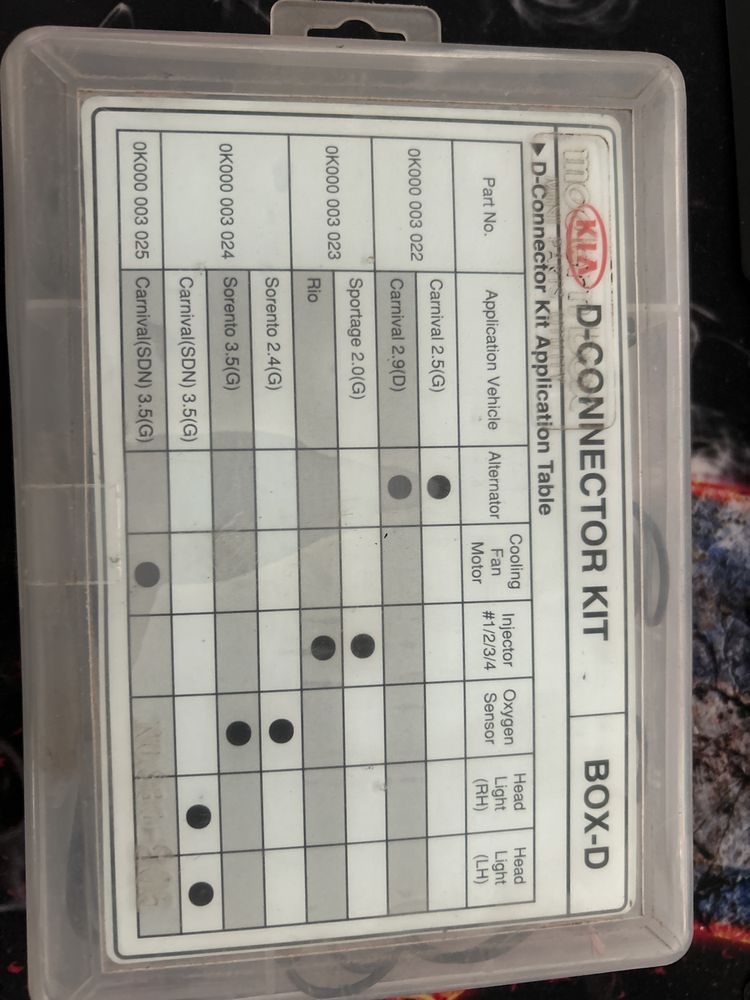 KIA D-CONNECTOR KIT BOX-D
▶ D-Connector Kit Application Table
Part No. Application Vehicle Alternator Cooling Fan Motor Injector #1/2/3/4 Oxygen Sensor Head Light (RH) Head Light (LH)
0K000 003 022 Carnival 2.5(G) ●
Carnival 2.9(D) ●
0K000 003 023 Sportage 2.0(G) ●
Rio ●
0K000 003 024 Sorento 2.4(G) ●
Sorento 3.5(G) ●
Carnival(SDN) 3.5(G) ● ●
0K000 003 025 Carnival(SDN) 3.5(G) ●